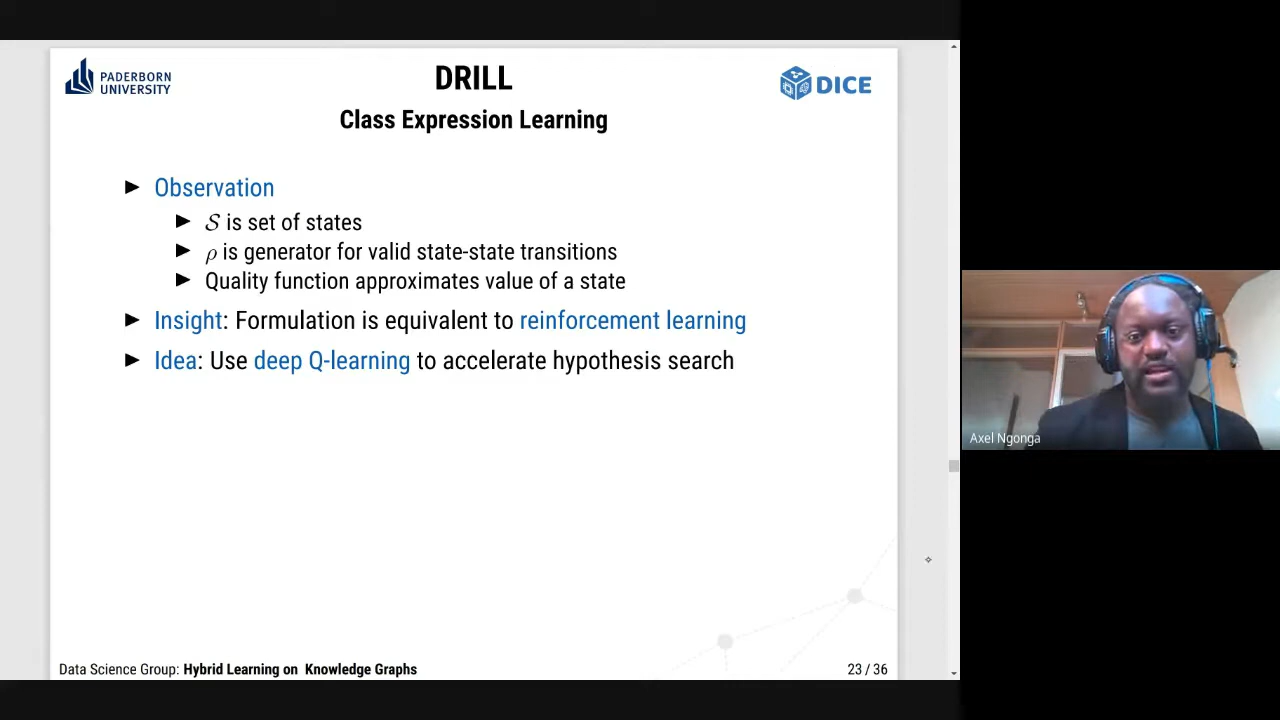 PADERBORN
UNIVERSITY
DRILL
DICE
Class Expression Learning
Observation
𝒮 is set of states
ρ is generator for valid state-state transitions
Quality function approximates value of a state
Insight: Formulation is equivalent to reinforcement learning
Idea: Use deep Q-learning to accelerate hypothesis search
Axel Ngonga
Data Science Group: Hybrid Learning on Knowledge Graphs
23 / 36